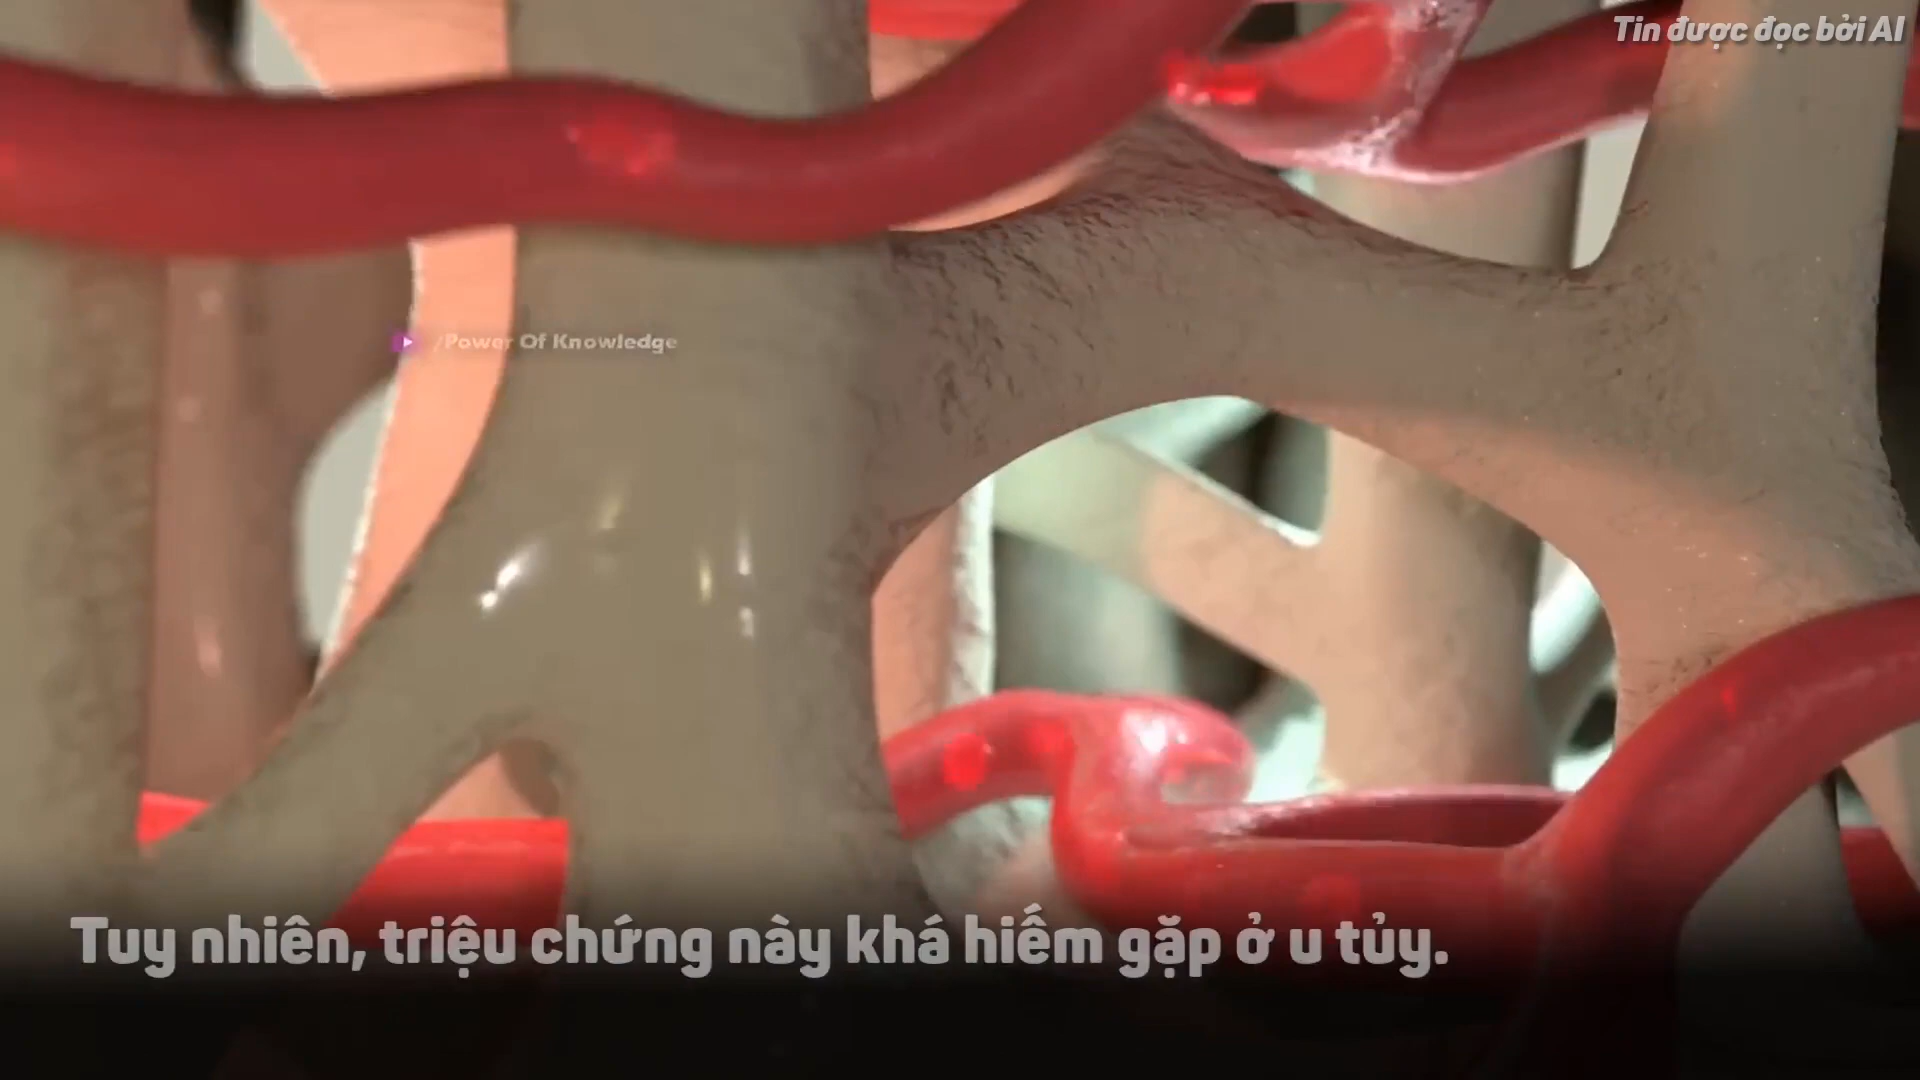 Tin được đọc bởi AI
/Power Of Knowledge
Tuy nhiên, triệu chứng này khá hiếm gặp ở u tủy.